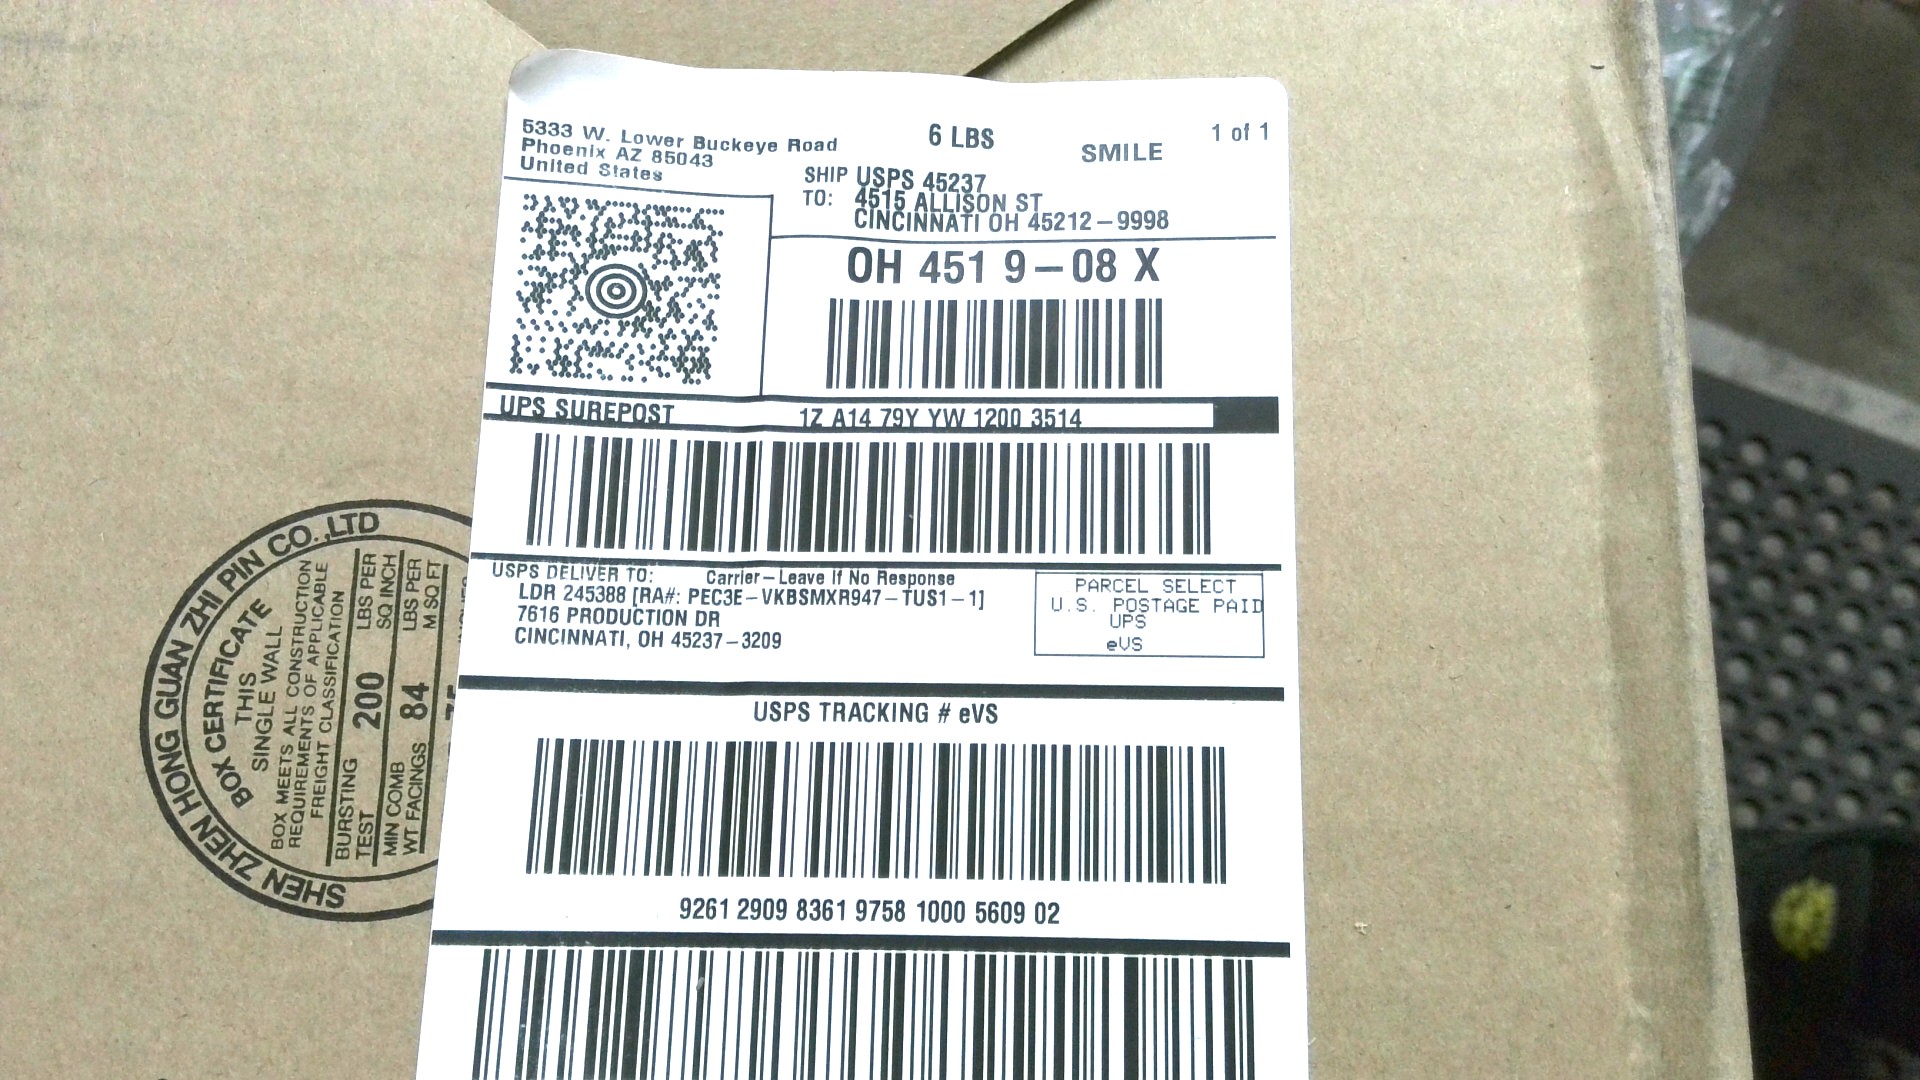 5333 W. Lower Buckeye Road
Phoenix AZ 85043
United States
6 LBS
SMILE
1 of 1
SHIP TO: USPS 45237
4515 ALLISON ST
CINCINNATI OH 45212-9998
OH 451 9-08 X
UPS SUREPOST
1Z A14 79Y YW 1200 3514
USPS DELIVER TO:
Carrier-Leave If No Response
LDR 245388 [RA#: PEC3E-VKBSMXR947-TUS1-1]
7616 PRODUCTION DR
CINCINNATI, OH 45237-3209
PARCEL SELECT
U.S. POSTAGE PAID
UPS
eVS
USPS TRACKING # eVS
9261 2909 8361 9758 1000 5609 02
SHEN ZHEN HONG GUAN ZHI PIN CO.,LTD
BOX CERTIFICATE
THIS
SINGLE WALL
BOX MEETS ALL CONSTRUCTION
REQUIREMENTS OF APPLICABLE
FREIGHT CLASSIFICATION
BURSTING TEST 200 LBS PER SQ INCH
MIN COMB WT FACINGS 84 LBS PER M SQ FT